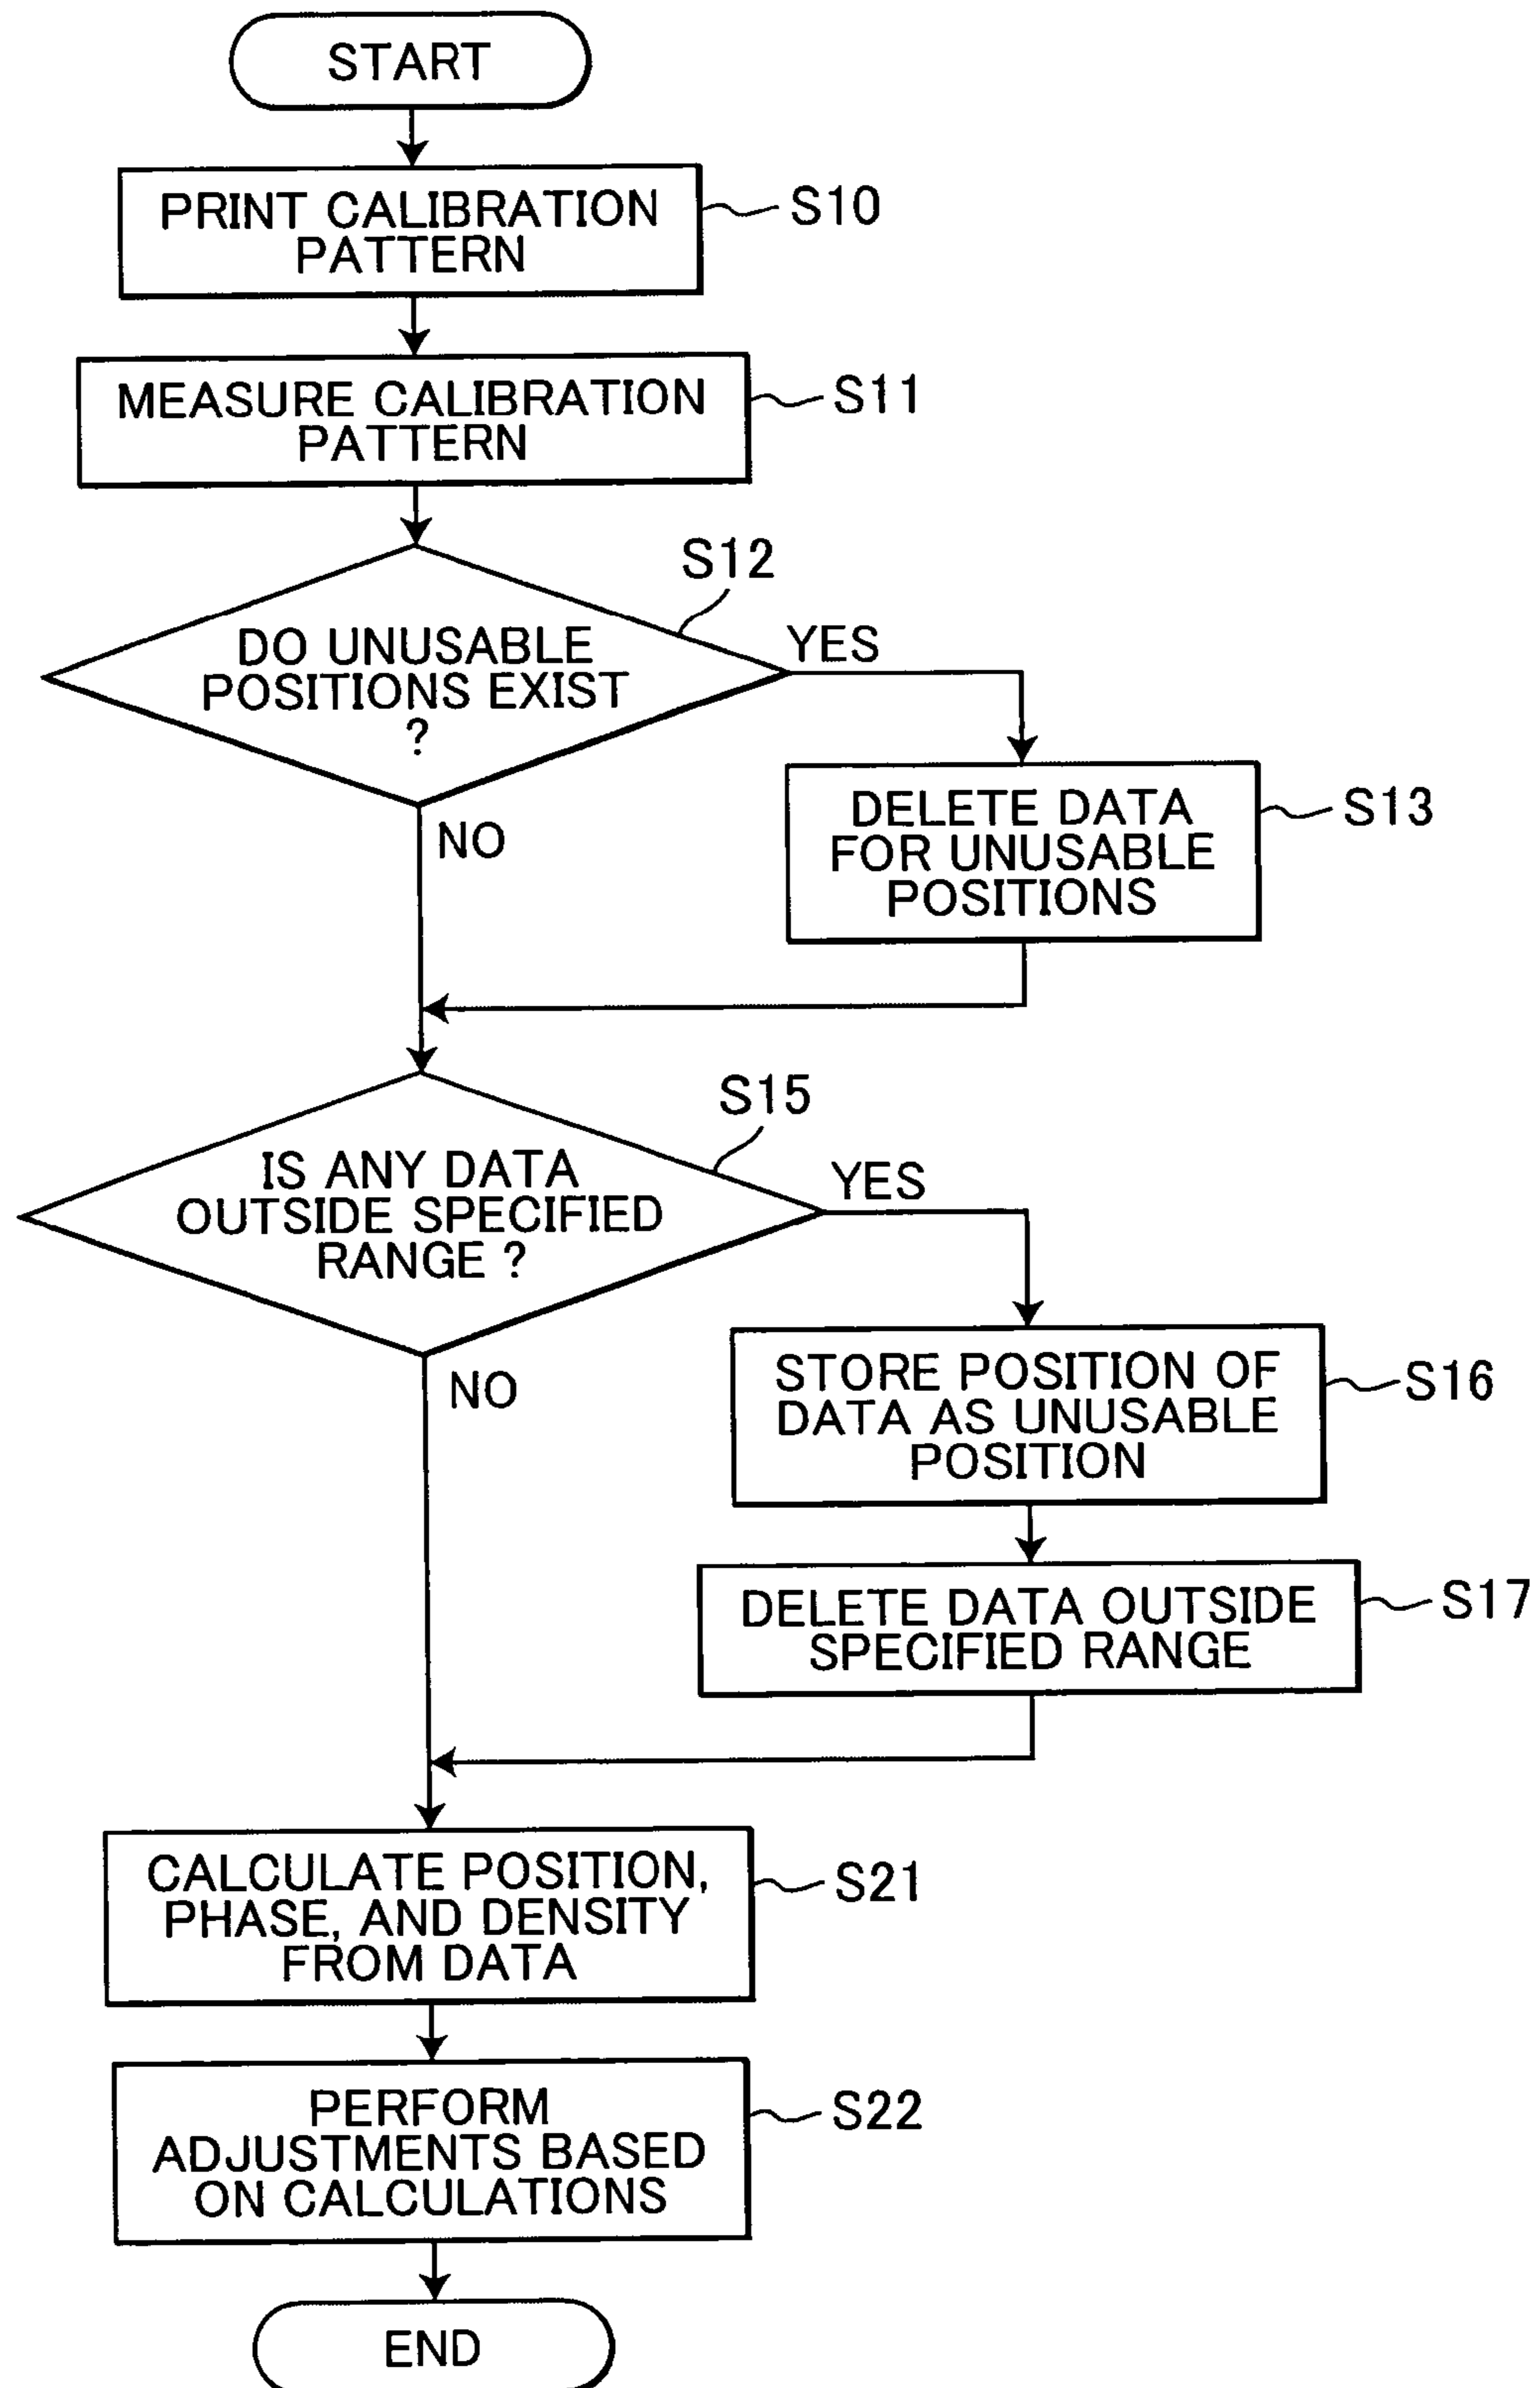 START
PRINT CALIBRATION
PATTERN
S10
MEASURE CALIBRATION
PATTERN
S11
S12
DO UNUSABLE
POSITIONS EXIST
?
YES
NO
DELETE DATA
FOR UNUSABLE
POSITIONS
S13
S15
IS ANY DATA
OUTSIDE SPECIFIED
RANGE ?
YES
NO
STORE POSITION OF
DATA AS UNUSABLE
POSITION
S16
DELETE DATA OUTSIDE
SPECIFIED RANGE
S17
CALCULATE POSITION,
PHASE, AND DENSITY
FROM DATA
S21
PERFORM
ADJUSTMENTS BASED
ON CALCULATIONS
S22
END